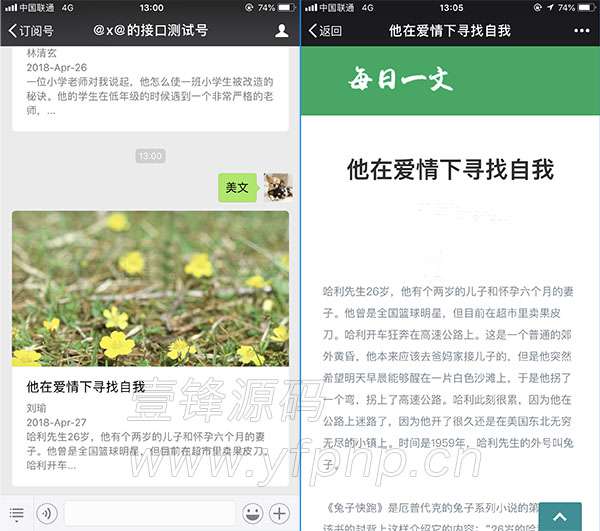 中国联通 4G 13:00 74%
订阅号 @x@的接口测试号
林清玄
2018-Apr-26
一位小学老师对我说起，他怎么使一班小学生被改造的
秘诀。他的学生在低年级的时候遇到一个非常严格的老
师，...
13:00
美文
他在爱情下寻找自我
刘瑜
2018-Apr-27
哈利先生26岁，他有个两岁的儿子和怀孕六个月的妻
子。他曾是全国篮球明星，但目前在超市里卖果皮刀。
哈利开车...
中国联通 4G 13:05 74%
返回 他在爱情下寻找自我
每日一文
他在爱情下寻找自我
哈利先生26岁，他有个两岁的儿子和怀孕六个月的妻
子。他曾是全国篮球明星，但目前在超市里卖果皮
刀。哈利开车狂奔在高速公路上。这是一个普通的郊
外黄昏，他本来应该去爸妈家接儿子的，但是他突然
希望明天早晨能够醒在一片白色沙滩上，于是他拐了
一个弯，拐上了高速公路。哈利此刻很累，因为他在
公路上迷路了，因为他开了很久还是在美国东北无穷
无尽的小镇上。时间是1959年，哈利先生的外号叫兔
子。
《兔子快跑》是厄普代克的兔子系列小说的第
该书的封背上这样介绍它的内容："26岁的哈
壹锋源码
www.yfphp.cn